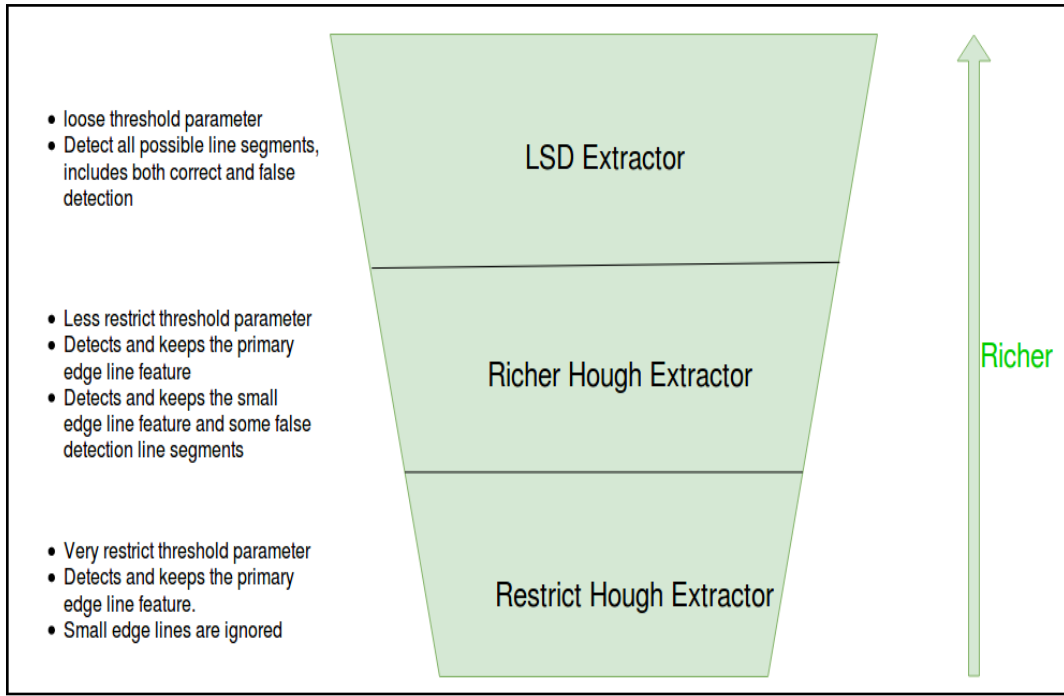 • loose threshold parameter
• Detect all possible line segments,
includes both correct and false
detection
LSD Extractor
• Less restrict threshold parameter
• Detects and keeps the primary
edge line feature
• Detects and keeps the small
edge line feature and some false
detection line segments
Richer Hough Extractor
Richer
• Very restrict threshold parameter
• Detects and keeps the primary
edge line feature.
• Small edge lines are ignored
Restrict Hough Extractor